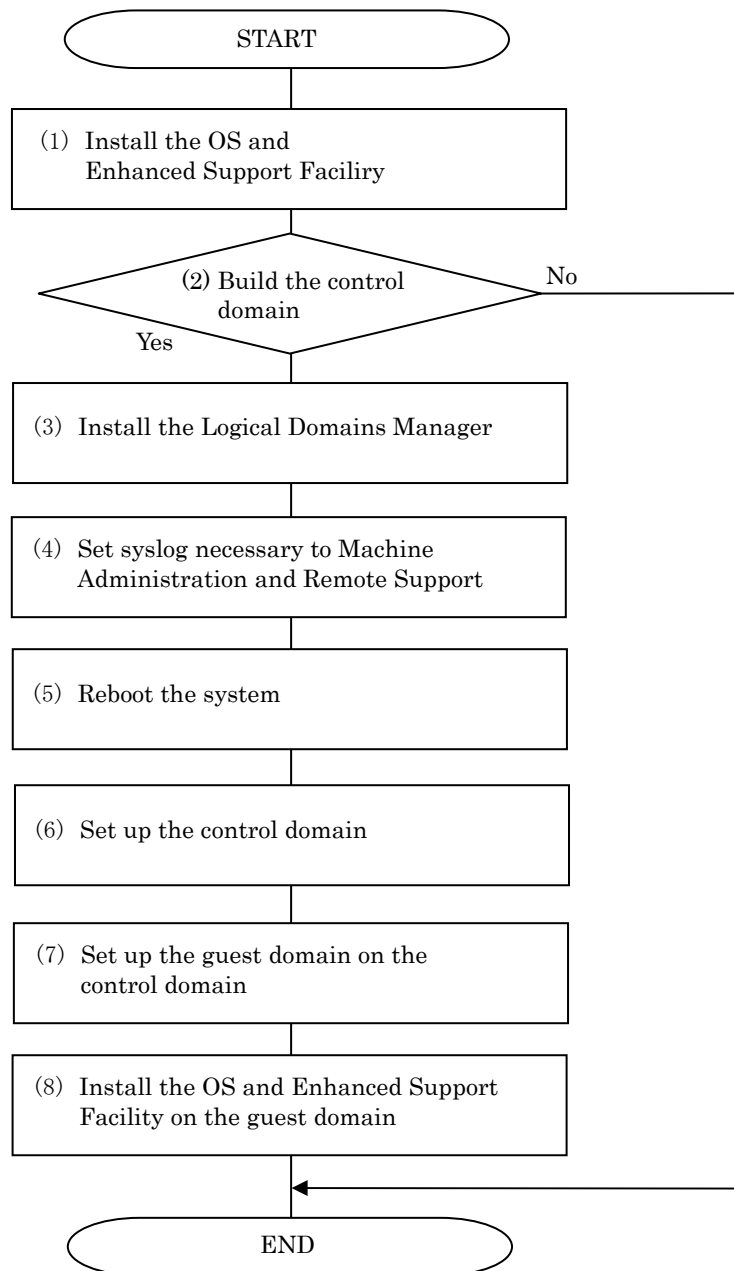 START
(1) Install the OS and
Enhanced Support Faciliry
(2) Build the control
domain
No
Yes
(3) Install the Logical Domains Manager
(4) Set syslog necessary to Machine
Administration and Remote Support
(5) Reboot the system
(6) Set up the control domain
(7) Set up the guest domain on the
control domain
(8) Install the OS and Enhanced Support
Facility on the guest domain
END